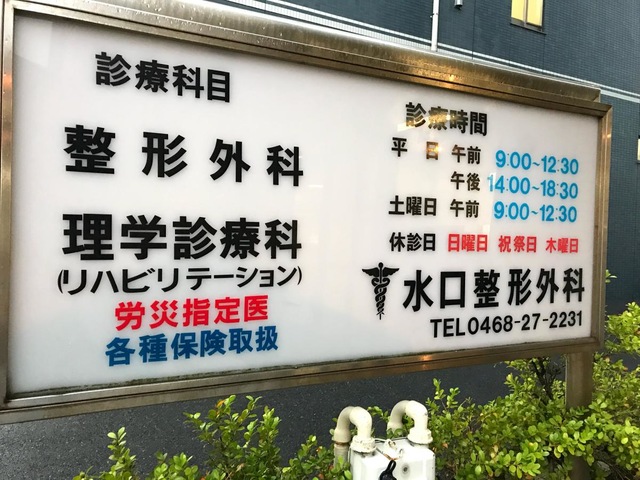 診療科目
整形外科
理学診療科
(リハビリテーション)
労災指定医
各種保険取扱
診療時間
平日 午前 9:00~12:30
午後 14:00~18:30
土曜日 午前 9:00~12:30
休診日 日曜日 祝祭日 木曜日
水口整形外科
TEL0468-27-2231